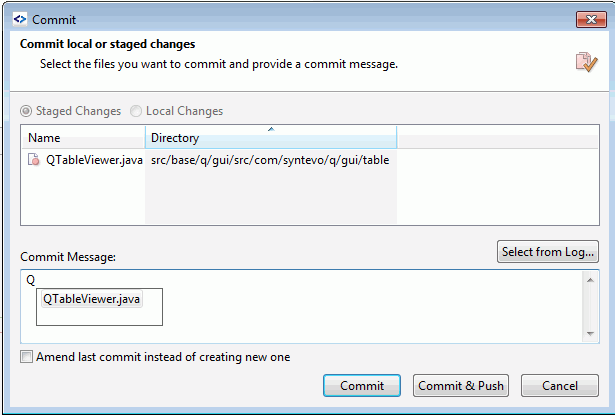 Commit
Commit local or staged changes
Select the files you want to commit and provide a commit message.
Staged Changes Local Changes
Name Directory
QTableViewer.java src/base/q/gui/src/com/syntevo/q/gui/table
Select from Log...
Commit Message:
Q
QTableViewer.java
Amend last commit instead of creating new one
Commit Commit & Push Cancel